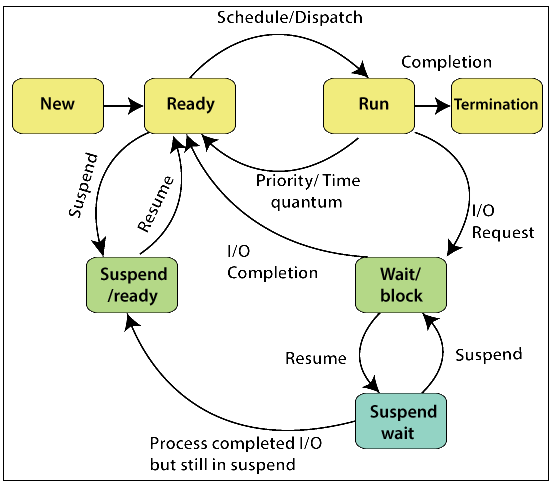 Schedule/Dispatch
Completion
New
Ready
Run
Termination
Suspend
Resume
Priority/ Time
quantum
I/O
Request
I/O
Completion
Suspend
/ready
Wait/
block
Resume
Suspend
Suspend
wait
Process completed I/O
but still in suspend